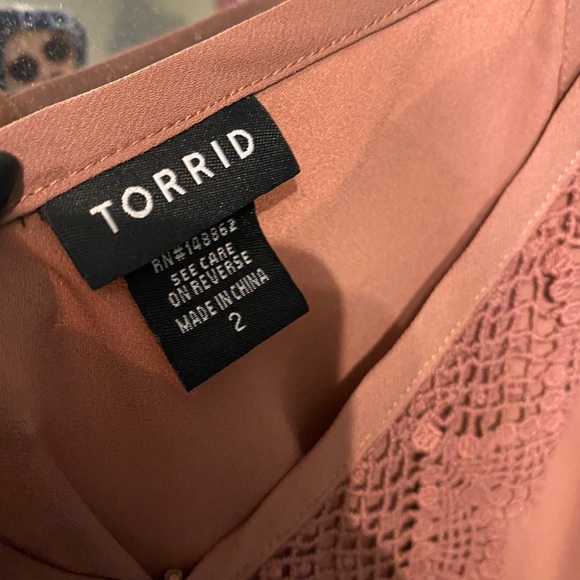 TORRID
RN#148862
SEE CARE
ON REVERSE
MADE IN CHINA
2